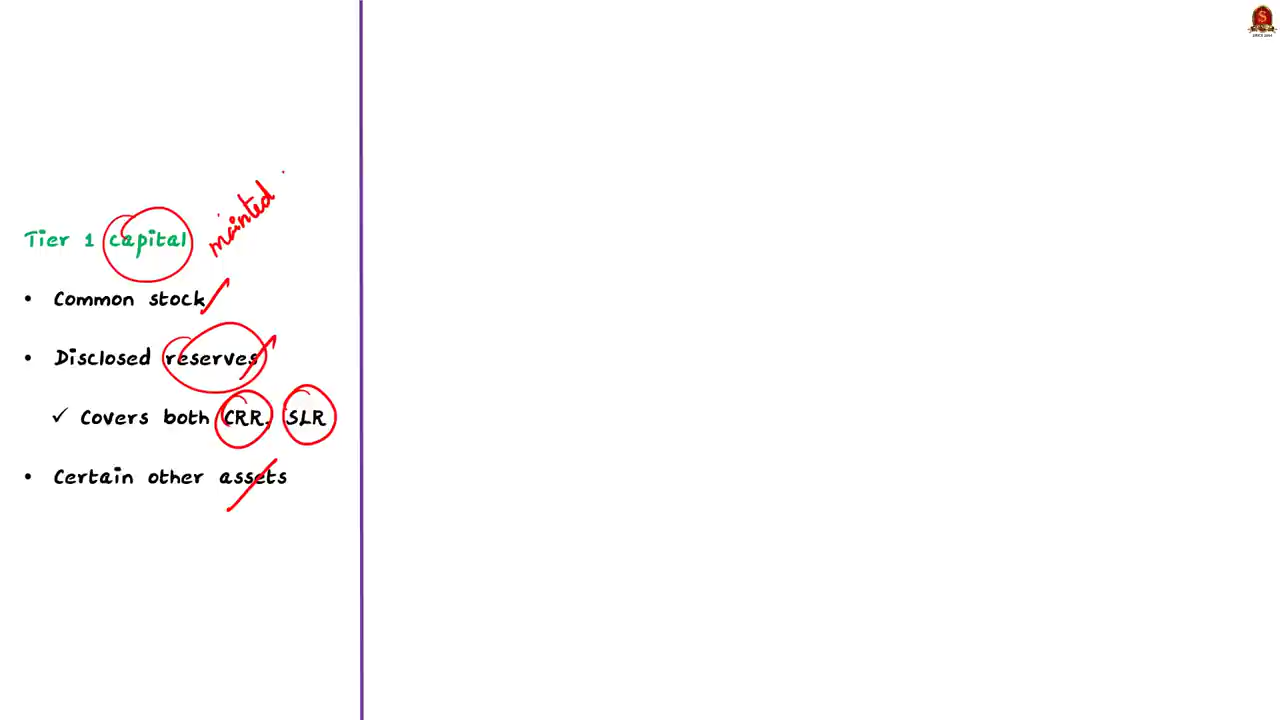 Tier 1 capital mainted
• Common stock
• Disclosed reserves
✓ Covers both CRR, SLR
• Certain other assets